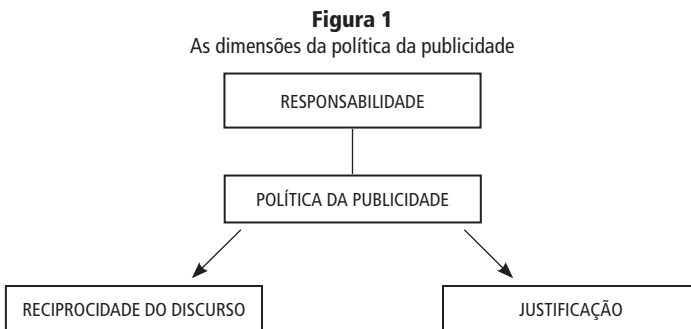 Figura 1
As dimensões da política da publicidade
RESPONSABILIDADE
POLÍTICA DA PUBLICIDADE
RECIPROCIDADE DO DISCURSO
JUSTIFICAÇÃO